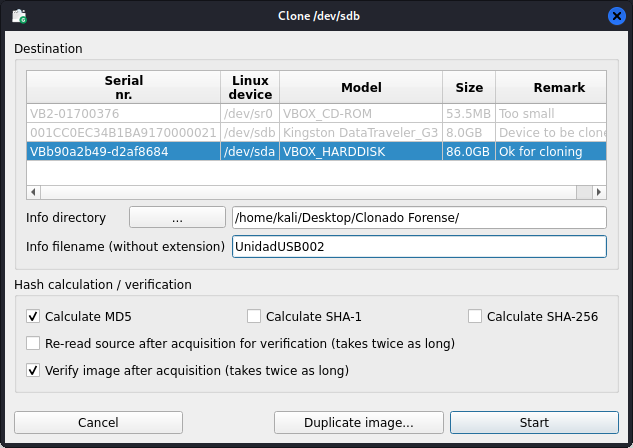 Clone /dev/sdb
Destination
Serial nr. Linux device Model Size Remark
VB2-01700376 /dev/sr0 VBOX_CD-ROM 53.5MB Too small
001CC0EC34B1BA9170000021 /dev/sdb Kingston DataTraveler_G3 8.0GB Device to be clone
VBb90a2b49-d2af8684 /dev/sda VBOX_HARDDISK 86.0GB Ok for cloning
Info directory ... /home/kali/Desktop/Clonado Forense/
Info filename (without extension) UnidadUSB002
Hash calculation / verification
Calculate MD5 Calculate SHA-1 Calculate SHA-256
Re-read source after acquisition for verification (takes twice as long)
Verify image after acquisition (takes twice as long)
Cancel Duplicate image... Start